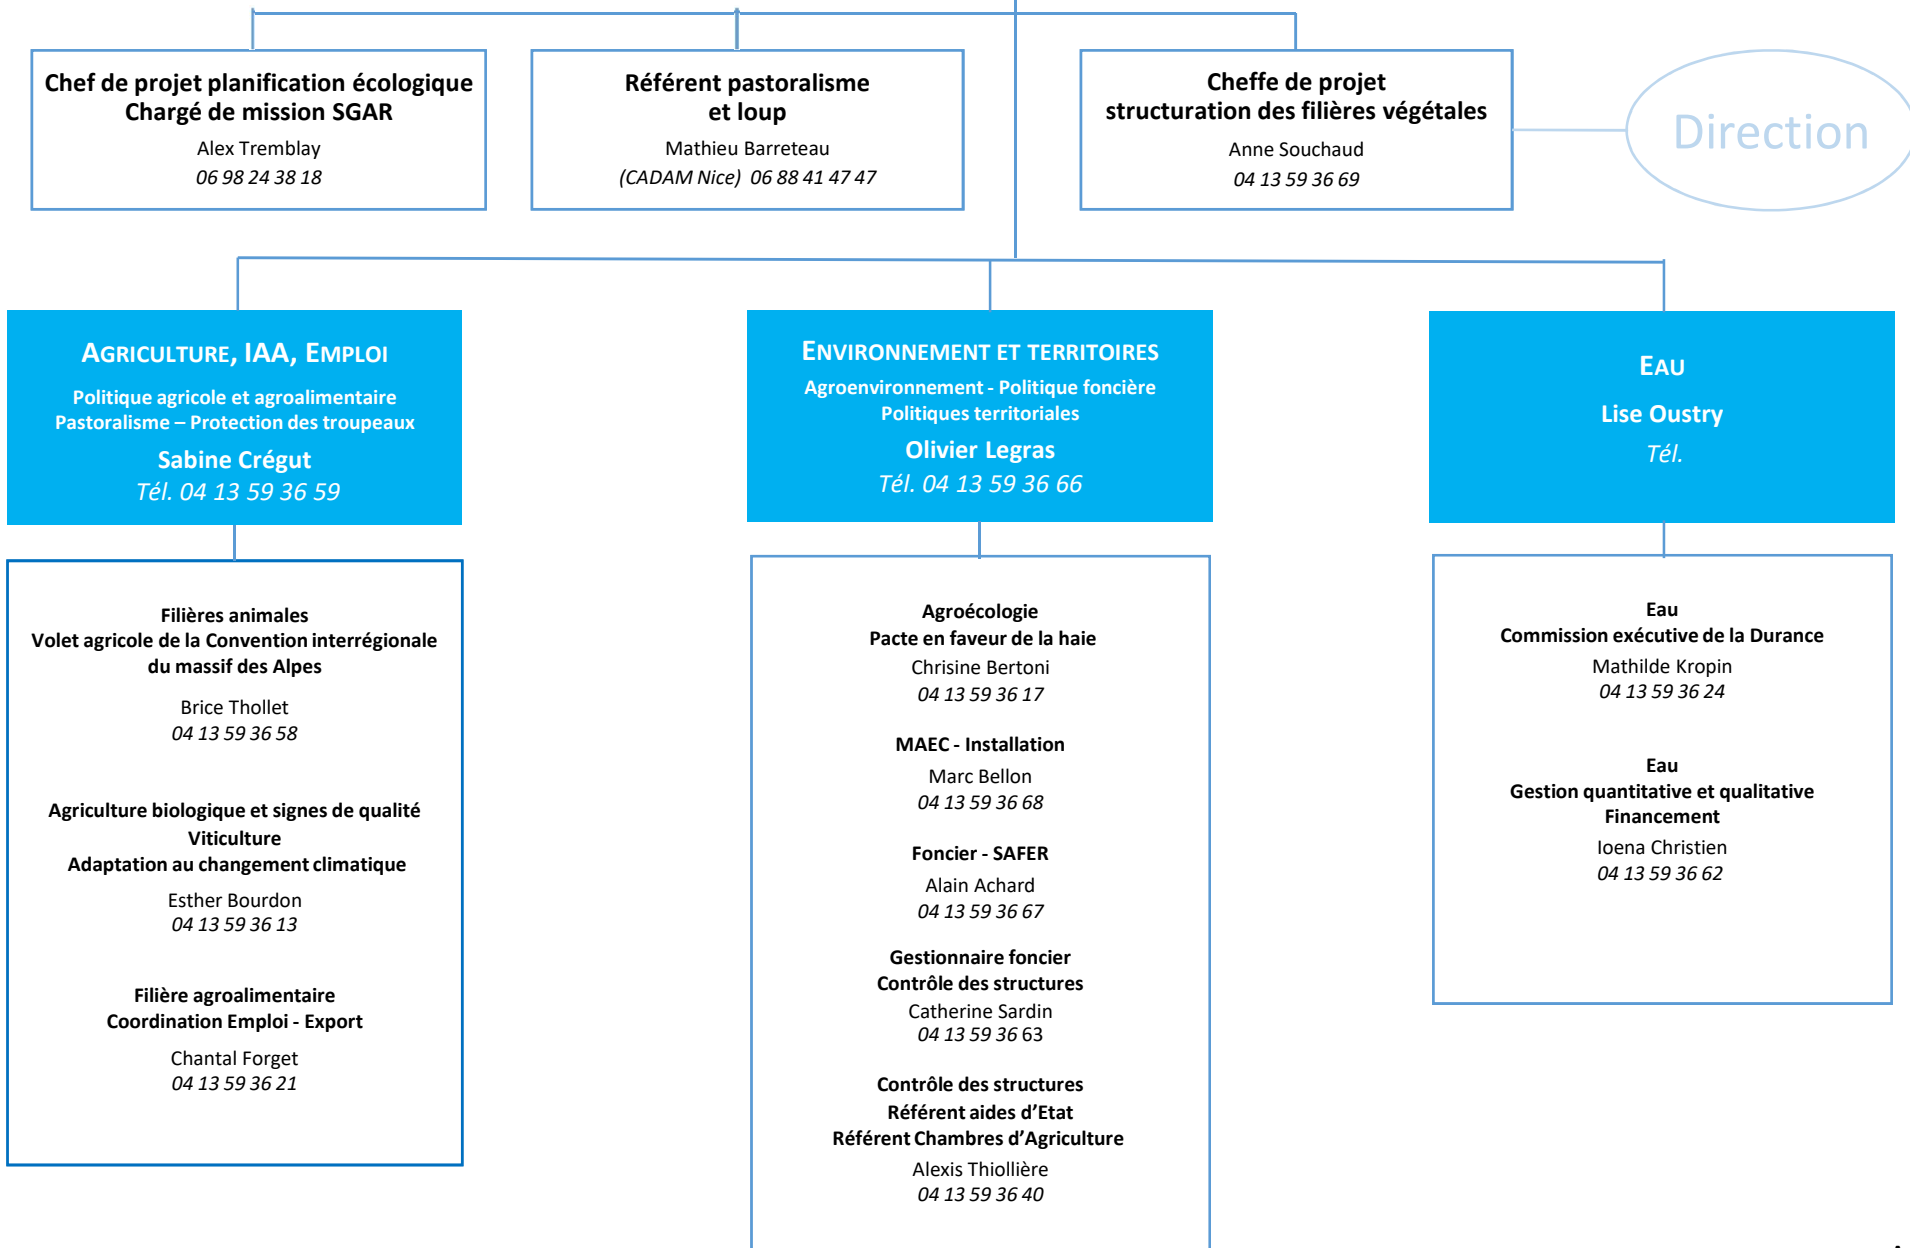 Chef de projet planification écologique
Chargé de mission SGAR
Alex Tremblay
06 98 24 38 18
Référent pastoralisme
et loup
Mathieu Barreteau
(CADAM Nice) 06 88 41 47 47
Cheffe de projet
structuration des filières végétales
Anne Souchaud
04 13 59 36 69
Direction
AGRICULTURE, IAA, EMPLOI
Politique agricole et agroalimentaire
Pastoralisme – Protection des troupeaux
Sabine Crégut
Tél. 04 13 59 36 59
ENVIRONNEMENT ET TERRITOIRES
Agroenvironnement - Politique foncière
Politiques territoriales
Olivier Legras
Tél. 04 13 59 36 66
EAU
Lise Oustry
Tél.
Filières animales
Volet agricole de la Convention interrégionale
du massif des Alpes
Brice Thollet
04 13 59 36 58
Agriculture biologique et signes de qualité
Viticulture
Adaptation au changement climatique
Esther Bourdon
04 13 59 36 13
Filière agroalimentaire
Coordination Emploi - Export
Chantal Forget
04 13 59 36 21
Agroécologie
Pacte en faveur de la haie
Chrisine Bertoni
04 13 59 36 17
MAEC - Installation
Marc Bellon
04 13 59 36 68
Foncier - SAFER
Alain Achard
04 13 59 36 67
Gestionnaire foncier
Contrôle des structures
Catherine Sardin
04 13 59 36 63
Contrôle des structures
Référent aides d’Etat
Référent Chambres d’Agriculture
Alexis Thiollière
04 13 59 36 40
Eau
Commission exécutive de la Durance
Mathilde Kropin
04 13 59 36 24
Eau
Gestion quantitative et qualitative
Financement
Ioena Christien
04 13 59 36 62